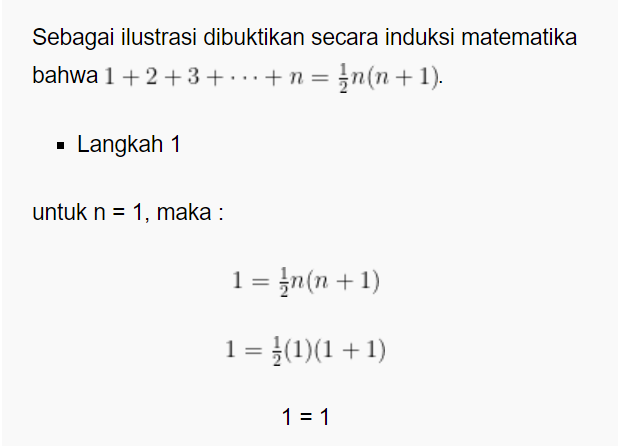 Sebagai ilustrasi dibuktikan secara induksi matematika
bahwa 1 + 2 + 3 + ··· + n = ½n(n + 1).
▪ Langkah 1
untuk n = 1, maka :
1 = ½n(n + 1)
1 = ½(1)(1 + 1)
1 = 1